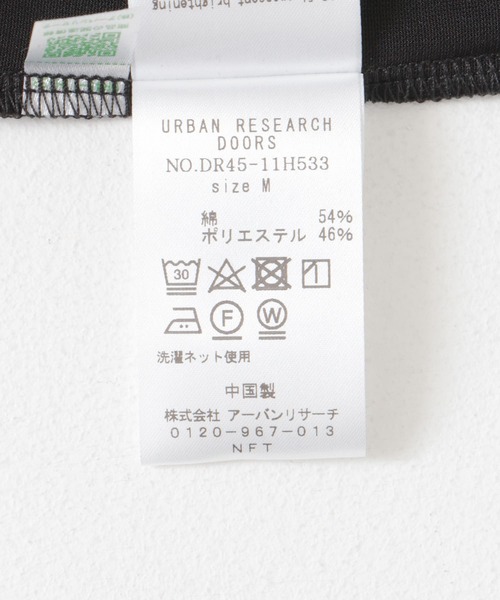 brightening
URBAN RESEARCH
DOORS
NO.DR45-11H533
size M
綿 54%
ポリエステル 46%
30
F W
洗濯ネット使用
中国製
株式会社 アーバンリサーチ
0120-967-013
NFT